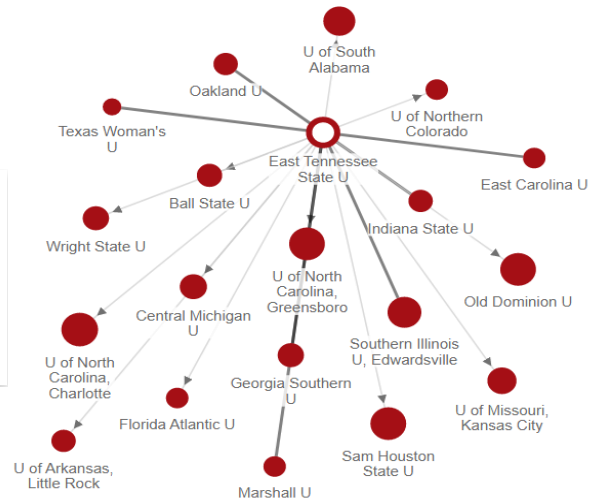 U of South
Alabama
Oakland U
U of Northern
Colorado
Texas Woman's
U
East Tennessee
State U
East Carolina U
Ball State U
Indiana State U
Wright State U
U of North
Carolina,
Greensboro
Old Dominion U
Central Michigan
U
Southern Illinois
U, Edwardsville
U of North
Carolina,
Charlotte
Georgia Southern
U
U of Missouri,
Kansas City
Florida Atlantic U
Sam Houston
State U
U of Arkansas,
Little Rock
Marshall U